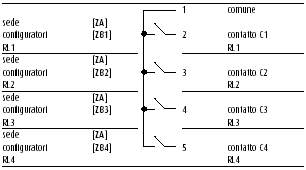 1 comune
sede [ZA]
configuratori [ZB1] 2 contatto C1
RL1 RL1
sede [ZA]
configuratori [ZB2] 3 contatto C2
RL2 RL2
sede [ZA]
configuratori [ZB3] 4 contatto C3
RL3 RL3
sede [ZA]
configuratori [ZB4] 5 contatto C4
RL4 RL4